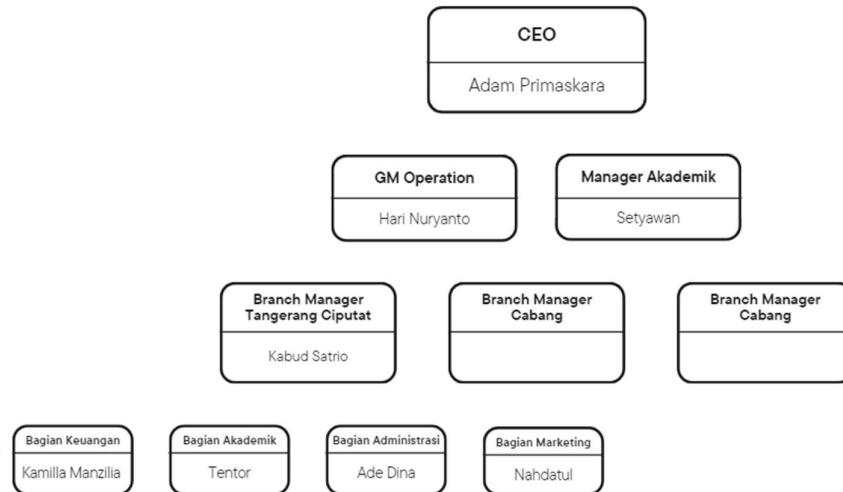 CEO
Adam Primaskara
GM Operation
Hari Nuryanto
Manager Akademik
Setyawan
Branch Manager
Tangerang Ciputat
Kabud Satrio
Branch Manager
Cabang
Branch Manager
Cabang
Bagian Keuangan
Kamilla Manzilia
Bagian Akademik
Tentor
Bagian Administrasi
Ade Dina
Bagian Marketing
Nahdatul